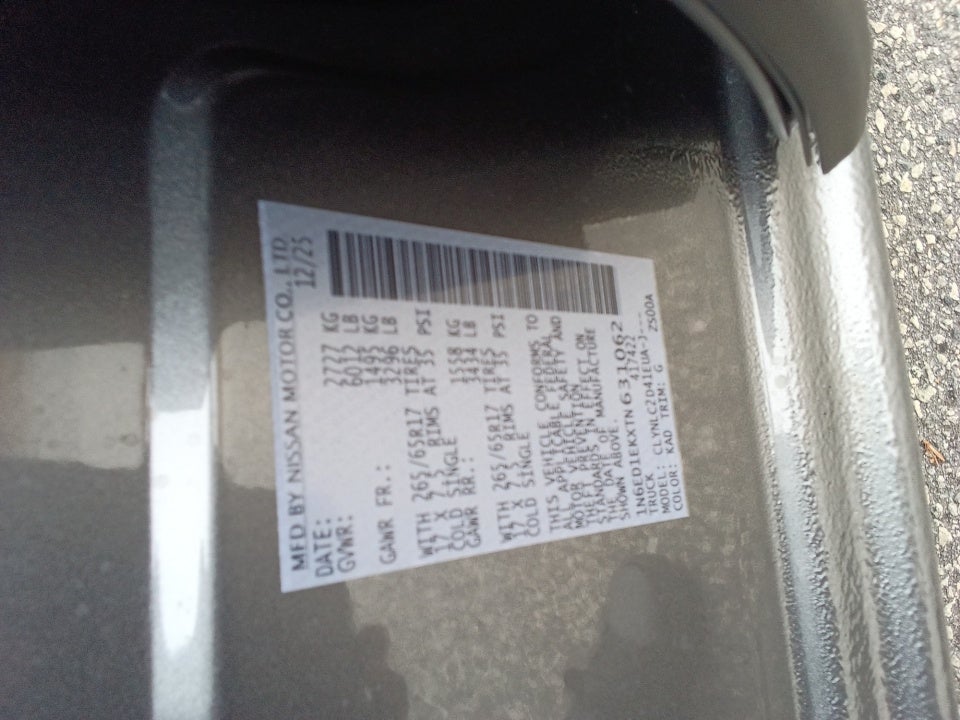 MFD BY NISSAN MOTOR CO., LTD
DATE: 12/25
GVWR: 2727 KG
6012 LB
GAWR FR.: 1495 KG
3296 LB
WITH 265/65R17 TIRES
17 X 7.5 RIMS AT 35 PSI
COLD SINGLE
GAWR RR.: 1558 KG
3434 LB
WITH 265/65R17 TIRES
17 X 7.5 RIMS AT 35 PSI
COLD SINGLE
THIS VEHICLE CONFORMS TO
ALL APPLICABLE FEDERAL
MOTOR VEHICLE SAFETY AND
THEFT PREVENTION
STANDARDS IN EFFECT ON
THE DATE OF MANUFACTURE
SHOWN ABOVE.
1N6ED1EKXTN631062
TRUCK 417422
MODEL: CLYNLC2D41EUA-J---
COLOR: KAD TRIM: G ZS00A